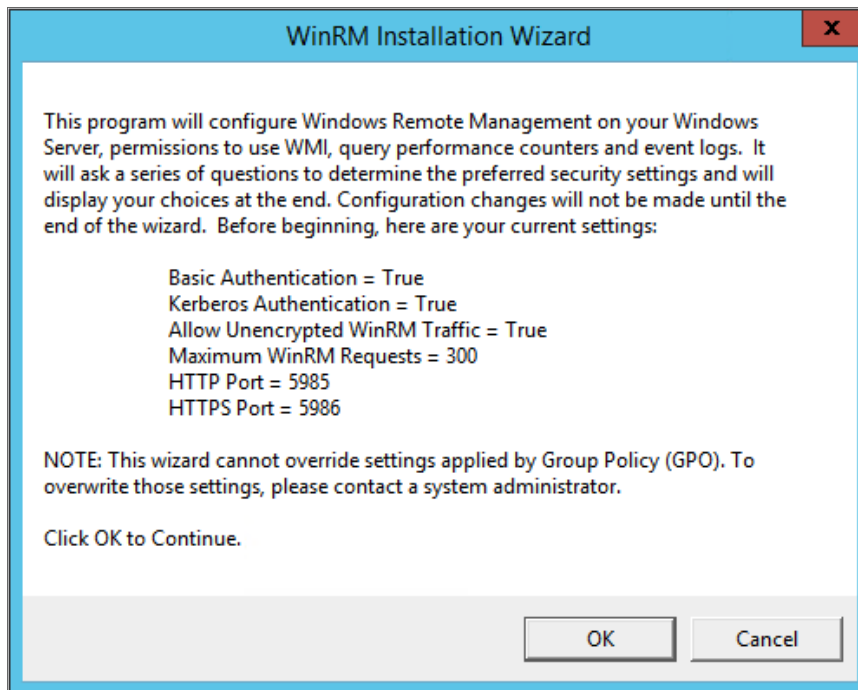 WinRM Installation Wizard
x
This program will configure Windows Remote Management on your Windows
Server, permissions to use WMI, query performance counters and event logs.  It
will ask a series of questions to determine the preferred security settings and will
display your choices at the end. Configuration changes will not be made until the
end of the wizard.  Before beginning, here are your current settings:
Basic Authentication = True
Kerberos Authentication = True
Allow Unencrypted WinRM Traffic = True
Maximum WinRM Requests = 300
HTTP Port = 5985
HTTPS Port = 5986
NOTE: This wizard cannot override settings applied by Group Policy (GPO). To
overwrite those settings, please contact a system administrator.
Click OK to Continue.
OK Cancel